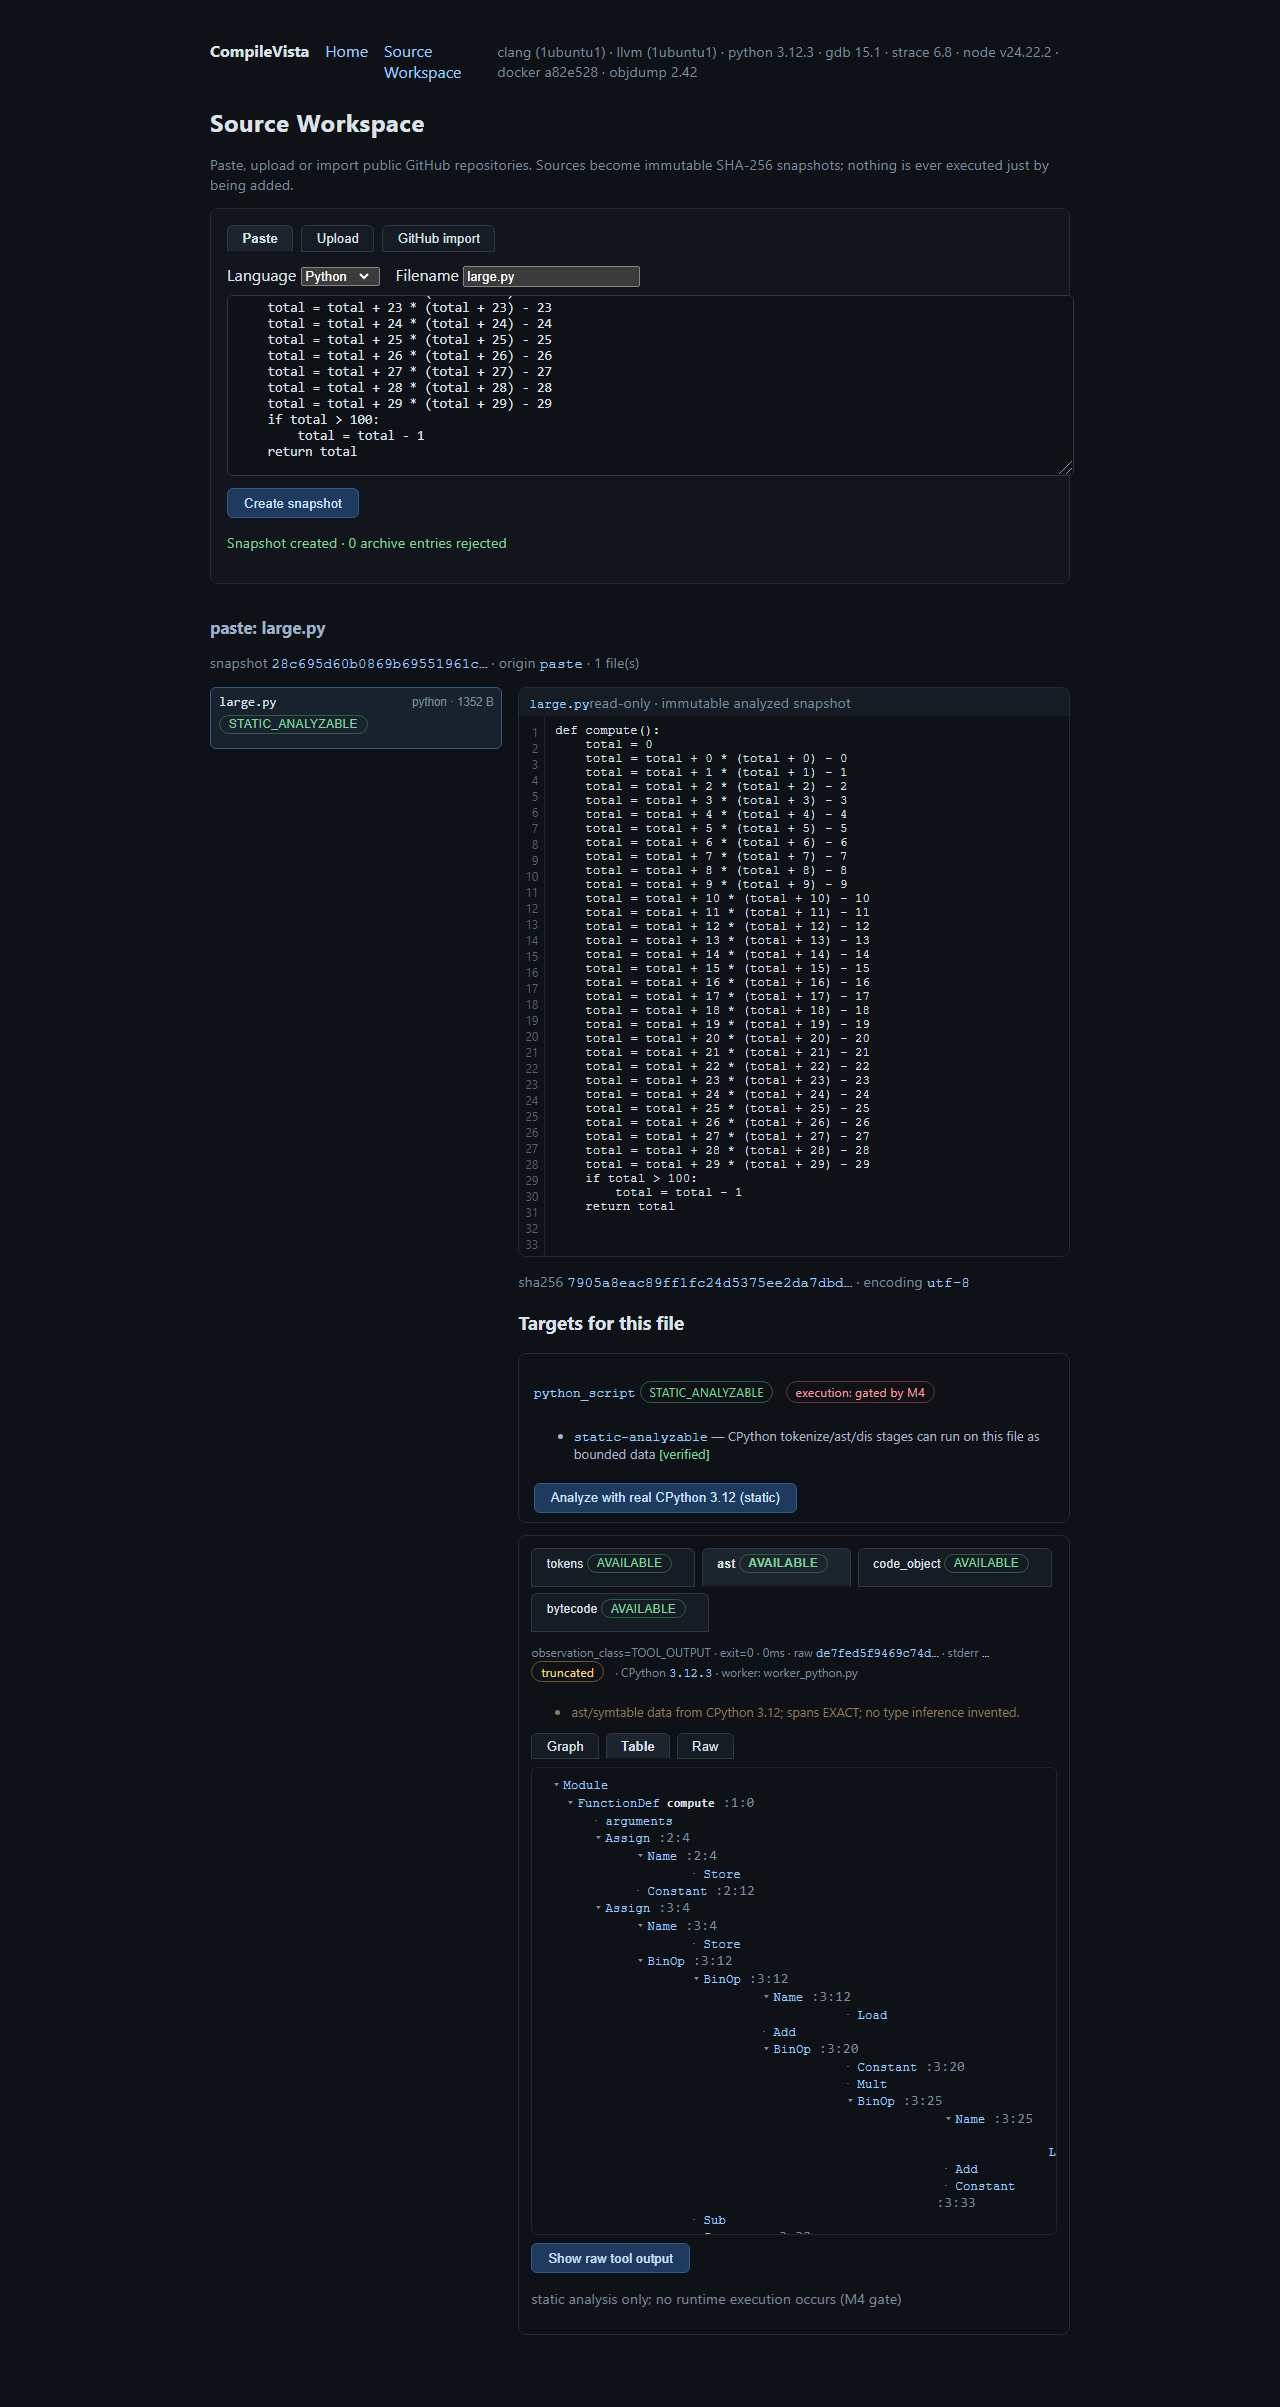 CompileVista Home Source Workspace
clang (1ubuntu1) · llvm (1ubuntu1) · python 3.12.3 · gdb 15.1 · strace 6.8 · node v24.22.2 ·
docker a82e528 · objdump 2.42
Source Workspace
Paste, upload or import public GitHub repositories. Sources become immutable SHA-256 snapshots; nothing is ever executed just by
being added.
Paste Upload GitHub import
Language Python Filename large.py
total = total + 23 * (total + 23) - 23
total = total + 24 * (total + 24) - 24
total = total + 25 * (total + 25) - 25
total = total + 26 * (total + 26) - 26
total = total + 27 * (total + 27) - 27
total = total + 28 * (total + 28) - 28
total = total + 29 * (total + 29) - 29
if total > 100:
total = total - 1
return total
Create snapshot
Snapshot created · 0 archive entries rejected
paste: large.py
snapshot 28c695d60b0869b69551961c… · origin paste · 1 file(s)
large.py python · 1352 B
STATIC_ANALYZABLE
large.pyread-only · immutable analyzed snapshot
1
2
3
4
5
6
7
8
9
10
11
12
13
14
15
16
17
18
19
20
21
22
23
24
25
26
27
28
29
30
31
32
33
def compute():
total = 0
total = total + 0 * (total + 0) - 0
total = total + 1 * (total + 1) - 1
total = total + 2 * (total + 2) - 2
total = total + 3 * (total + 3) - 3
total = total + 4 * (total + 4) - 4
total = total + 5 * (total + 5) - 5
total = total + 6 * (total + 6) - 6
total = total + 7 * (total + 7) - 7
total = total + 8 * (total + 8) - 8
total = total + 9 * (total + 9) - 9
total = total + 10 * (total + 10) - 10
total = total + 11 * (total + 11) - 11
total = total + 12 * (total + 12) - 12
total = total + 13 * (total + 13) - 13
total = total + 14 * (total + 14) - 14
total = total + 15 * (total + 15) - 15
total = total + 16 * (total + 16) - 16
total = total + 17 * (total + 17) - 17
total = total + 18 * (total + 18) - 18
total = total + 19 * (total + 19) - 19
total = total + 20 * (total + 20) - 20
total = total + 21 * (total + 21) - 21
total = total + 22 * (total + 22) - 22
total = total + 23 * (total + 23) - 23
total = total + 24 * (total + 24) - 24
total = total + 25 * (total + 25) - 25
total = total + 26 * (total + 26) - 26
total = total + 27 * (total + 27) - 27
total = total + 28 * (total + 28) - 28
total = total + 29 * (total + 29) - 29
if total > 100:
total = total - 1
return total
sha256 7905a8eac89ff1fc24d5375ee2da7dbd… · encoding utf-8
Targets for this file
python_script STATIC_ANALYZABLE execution: gated by M4
• static-analyzable — CPython tokenize/ast/dis stages can run on this file as
bounded data [verified]
Analyze with real CPython 3.12 (static)
tokens AVAILABLE ast AVAILABLE code_object AVAILABLE
bytecode AVAILABLE
observation_class=TOOL_OUTPUT · exit=0 · 0ms · raw de7fed5f9469c74d… · stderr …
truncated · CPython 3.12.3 · worker: worker_python.py
• ast/symtable data from CPython 3.12; spans EXACT; no type inference invented.
Graph Table Raw
▾ Module
▾ FunctionDef compute :1:0
· arguments
▾ Assign :2:4
▾ Name :2:4
· Store
· Constant :2:12
▾ Assign :3:4
▾ Name :3:4
· Store
▾ BinOp :3:12
▾ BinOp :3:12
▾ Name :3:12
· Load
· Add
▾ BinOp :3:20
· Constant :3:20
· Mult
▾ BinOp :3:25
▾ Name :3:25
L
· Add
· Constant
:3:33
· Sub
Show raw tool output
static analysis only; no runtime execution occurs (M4 gate)